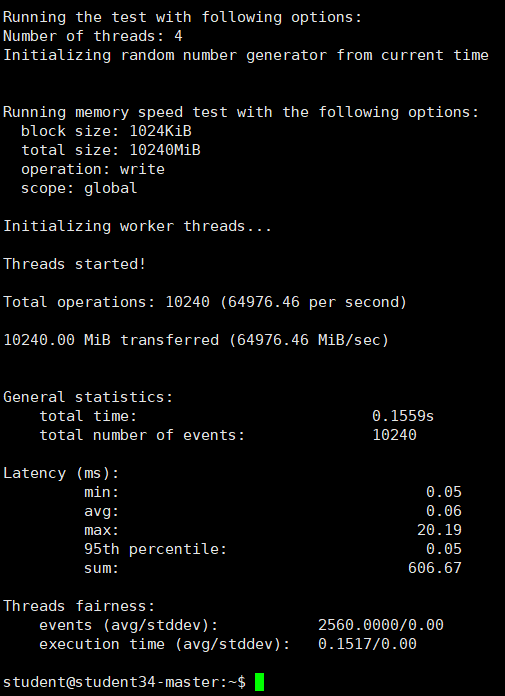 Running the test with following options:
Number of threads: 4
Initializing random number generator from current time
Running memory speed test with the following options:
block size: 1024KiB
total size: 10240MiB
operation: write
scope: global
Initializing worker threads...
Threads started!
Total operations: 10240 (64976.46 per second)
10240.00 MiB transferred (64976.46 MiB/sec)
General statistics:
total time: 0.1559s
total number of events: 10240
Latency (ms):
min: 0.05
avg: 0.06
max: 20.19
95th percentile: 0.05
sum: 606.67
Threads fairness:
events (avg/stddev): 2560.0000/0.00
execution time (avg/stddev): 0.1517/0.00
student@student34-master:~$